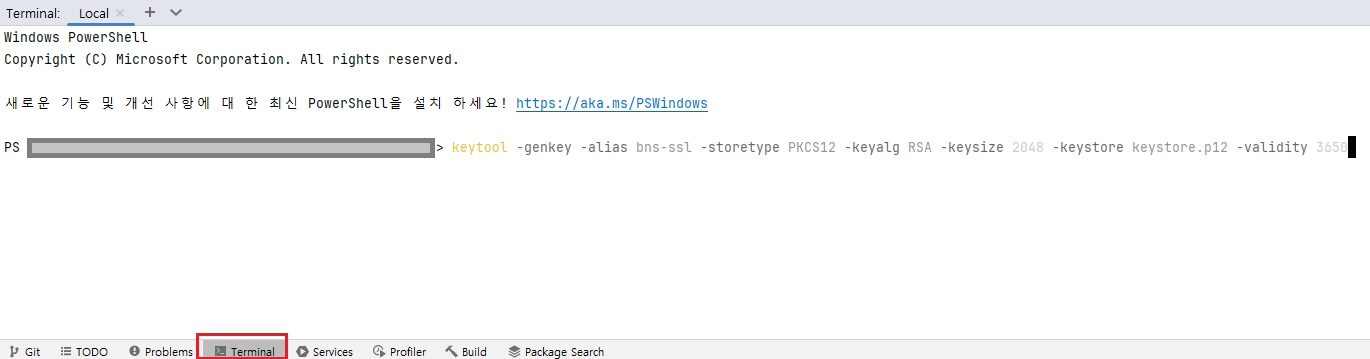 Terminal: Local
Windows PowerShell
Copyright (C) Microsoft Corporation. All rights reserved.
새로운 기능 및 개선 사항에 대 한 최신 PowerShell을 설치 하세요! https://aka.ms/PSWindows
PS > keytool -genkey -alias bns-ssl -storetype PKCS12 -keyalg RSA -keysize 2048 -keystore keystore.p12 -validity 3650
Git TODO Problems Terminal Services Profiler Build Package Search